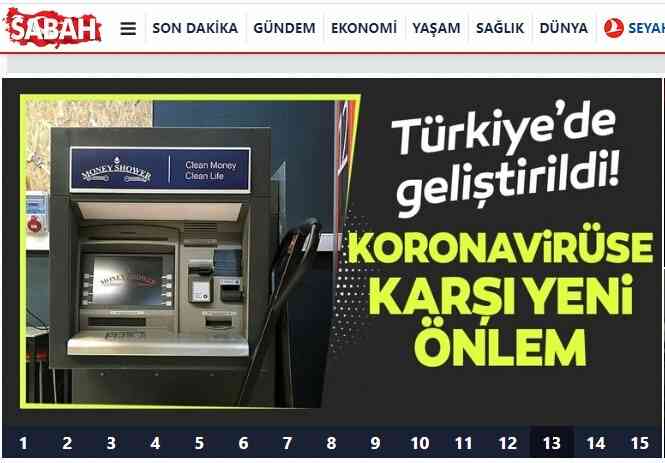 SABAH
SON DAKİKA GÜNDEM EKONOMİ YAŞAM SAĞLIK DÜNYA SEYAH
MONEY SHOWER
Clean Money
Clean Life
MONEY SHOWER
Türkiye'de
geliştirildi!
KORONAVİRÜSE
KARŞI YENİ
ÖNLEM
1 2 3 4 5 6 7 8 9 10 11 12 13 14 15